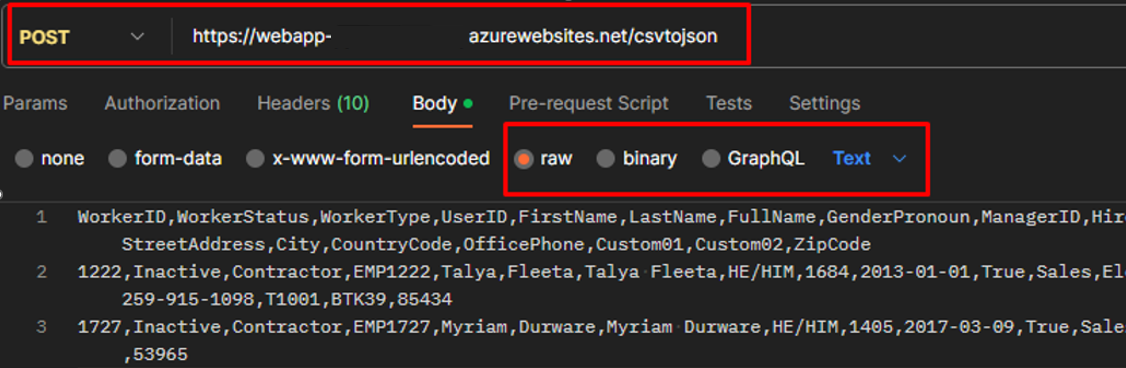 POST https://webapp- azurewebsites.net/csvtojson
Params Authorization Headers (10) Body Pre-request Script Tests Settings
none form-data x-www-form-urlencoded raw binary GraphQL Text
1 WorkerID,WorkerStatus,WorkerType,UserID,FirstName,LastName,FullName,GenderPronoun,ManagerID,Hir
StreetAddress,City,CountryCode,OfficePhone,Custom01,Custom02,ZipCode
2 1222,Inactive,Contractor,EMP1222,Talya,Fleeta,Talya Fleeta,HE/HIM,1684,2013-01-01,True,Sales,El
259-915-1098,T1001,BTK39,85434
3 1727,Inactive,Contractor,EMP1727,Myriam,Durware,Myriam Durware,HE/HIM,1405,2017-03-09,True,Sale
,53965